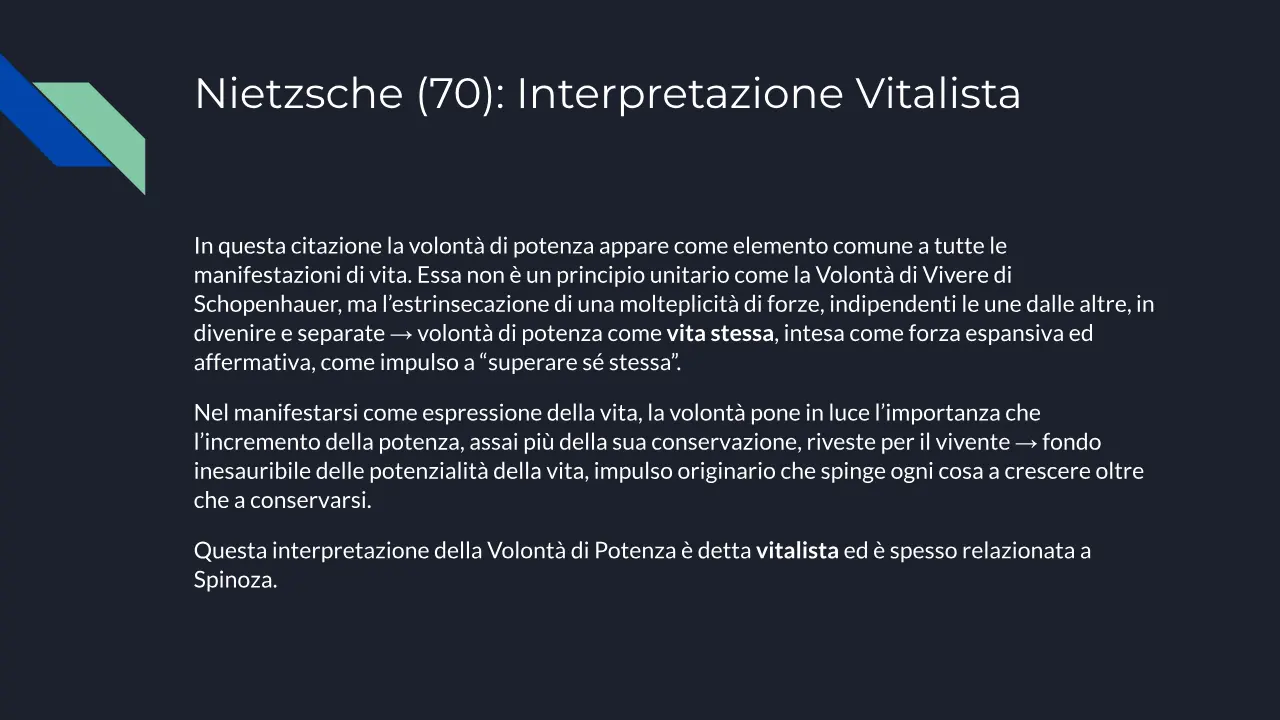 Nietzsche (70): Interpretazione Vitalista
In questa citazione la volontà di potenza appare come elemento comune a tutte le
manifestazioni di vita. Essa non è un principio unitario come la Volontà di Vivere di
Schopenhauer, ma l’estrinsecazione di una molteplicità di forze, indipendenti le une dalle altre, in
divenire e separate → volontà di potenza come vita stessa, intesa come forza espansiva ed
affermativa, come impulso a “superare sé stessa”.
Nel manifestarsi come espressione della vita, la volontà pone in luce l’importanza che
l’incremento della potenza, assai più della sua conservazione, riveste per il vivente → fondo
inesauribile delle potenzialità della vita, impulso originario che spinge ogni cosa a crescere oltre
che a conservarsi.
Questa interpretazione della Volontà di Potenza è detta vitalista ed è spesso relazionata a
Spinoza.